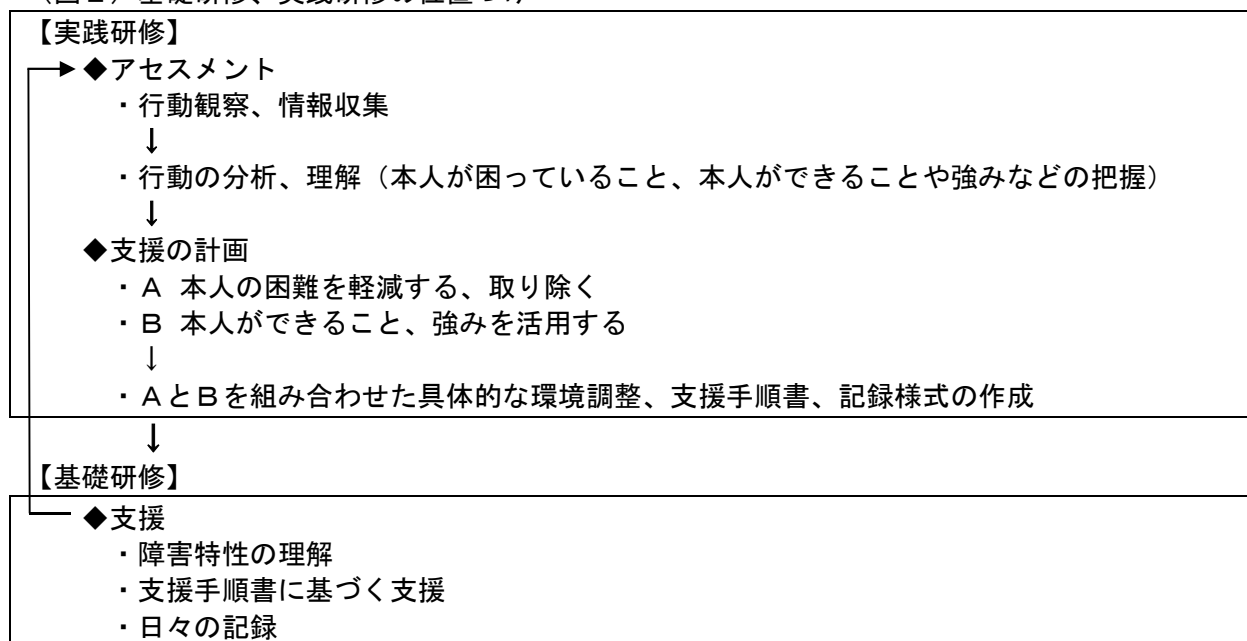 【実践研修】
◆アセスメント
・行動観察、情報収集
↓
・行動の分析、理解（本人が困っていること、本人ができることや強みなどの把握）
↓
◆支援の計画
・Ａ 本人の困難を軽減する、取り除く
・Ｂ 本人ができること、強みを活用する
↓
・ＡとＢを組み合わせた具体的な環境調整、支援手順書、記録様式の作成
↓
【基礎研修】
◆支援
・障害特性の理解
・支援手順書に基づく支援
・日々の記録